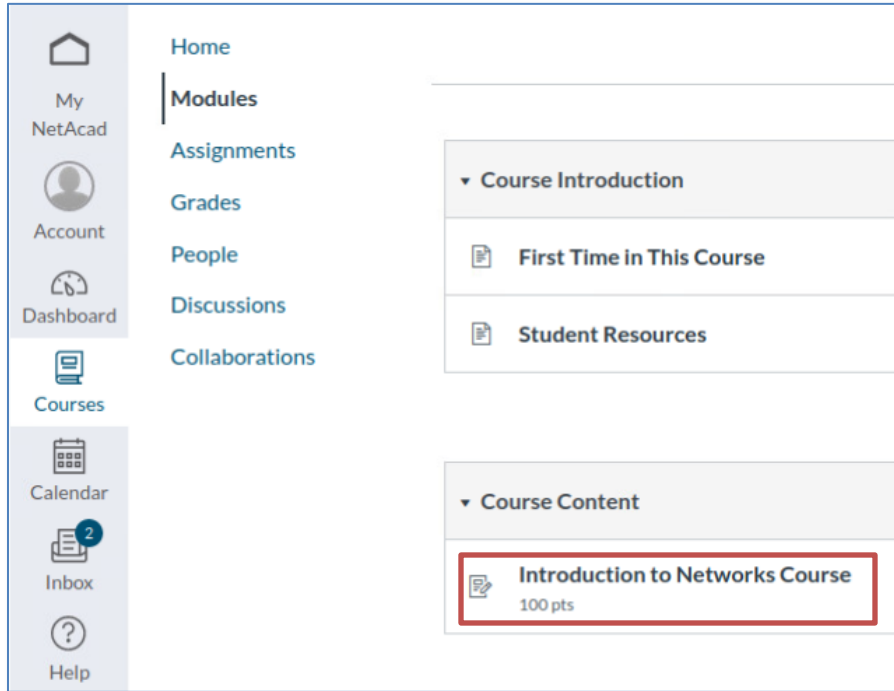 My
NetAcad
Account
Dashboard
Courses
Calendar
2
Inbox
Help
Home
Modules
Assignments
Grades
People
Discussions
Collaborations
Course Introduction
First Time in This Course
Student Resources
Course Content
Introduction to Networks Course
100 pts